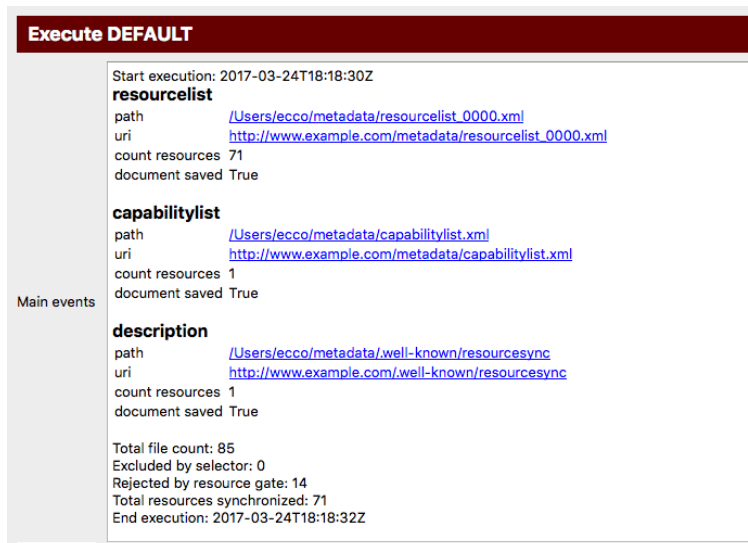 Execute DEFAULT
Start execution: 2017-03-24T18:18:30Z
resourcelist
path /Users/ecco/metadata/resourcelist_0000.xml
uri http://www.example.com/metadata/resourcelist_0000.xml
count resources 71
document saved True
capabilitylist
path /Users/ecco/metadata/capabilitylist.xml
uri http://www.example.com/metadata/capabilitylist.xml
count resources 1
document saved True
Main events
description
path /Users/ecco/metadata/.well-known/resourcesync
uri http://www.example.com/.well-known/resourcesync
count resources 1
document saved True
Total file count: 85
Excluded by selector: 0
Rejected by resource gate: 14
Total resources synchronized: 71
End execution: 2017-03-24T18:18:32Z